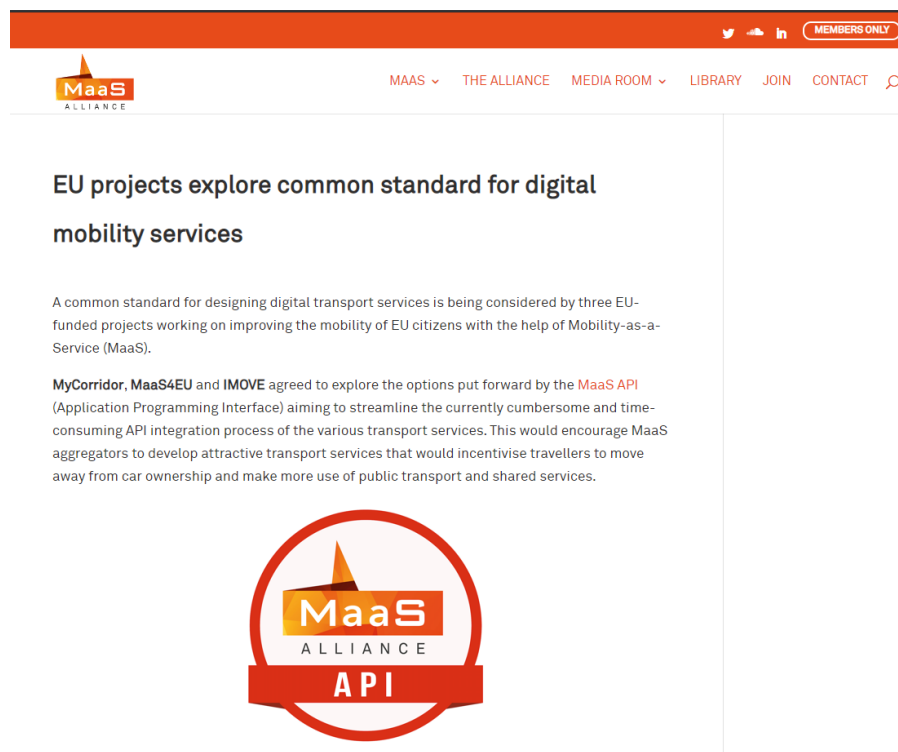 MEMBERS ONLY
MaaS
ALLIANCE
MAAS THE ALLIANCE MEDIA ROOM LIBRARY JOIN CONTACT
EU projects explore common standard for digital
mobility services
A common standard for designing digital transport services is being considered by three EU-
funded projects working on improving the mobility of EU citizens with the help of Mobility-as-a-
Service (MaaS).
MyCorridor, MaaS4EU and IMOVE agreed to explore the options put forward by the MaaS API
(Application Programming Interface) aiming to streamline the currently cumbersome and time-
consuming API integration process of the various transport services. This would encourage MaaS
aggregators to develop attractive transport services that would incentivise travellers to move
away from car ownership and make more use of public transport and shared services.
MaaS
ALLIANCE
API